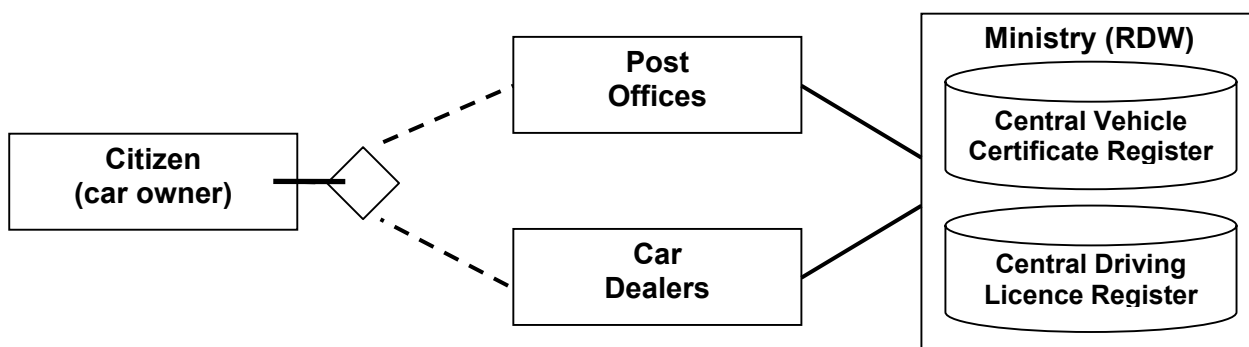 Citizen
(car owner)
Post
Offices
Car
Dealers
Ministry (RDW)
Central Vehicle
Certificate Register
Central Driving
Licence Register